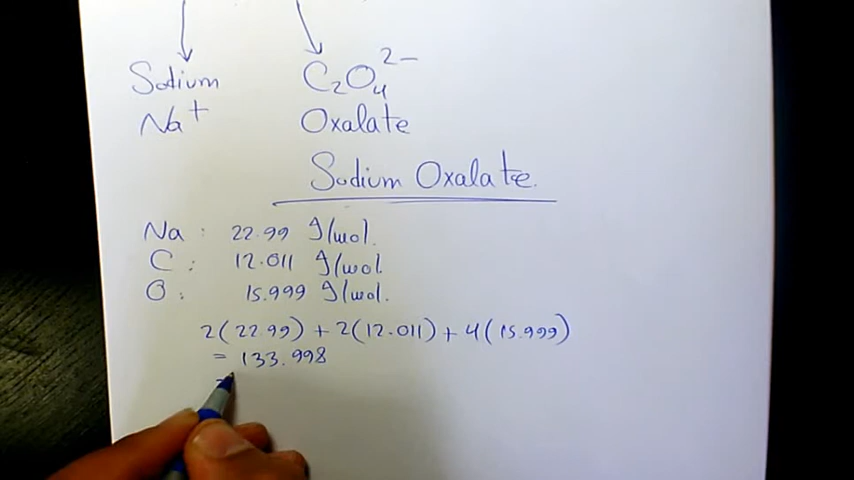 Sodium C₂O₄²⁻
Na⁺ Oxalate
Sodium Oxalate.
Na : 22.99 g/mol.
C : 12.011 g/mol.
O : 15.999 g/mol.
2(22.99) + 2(12.011) + 4(15.999)
= 133.998